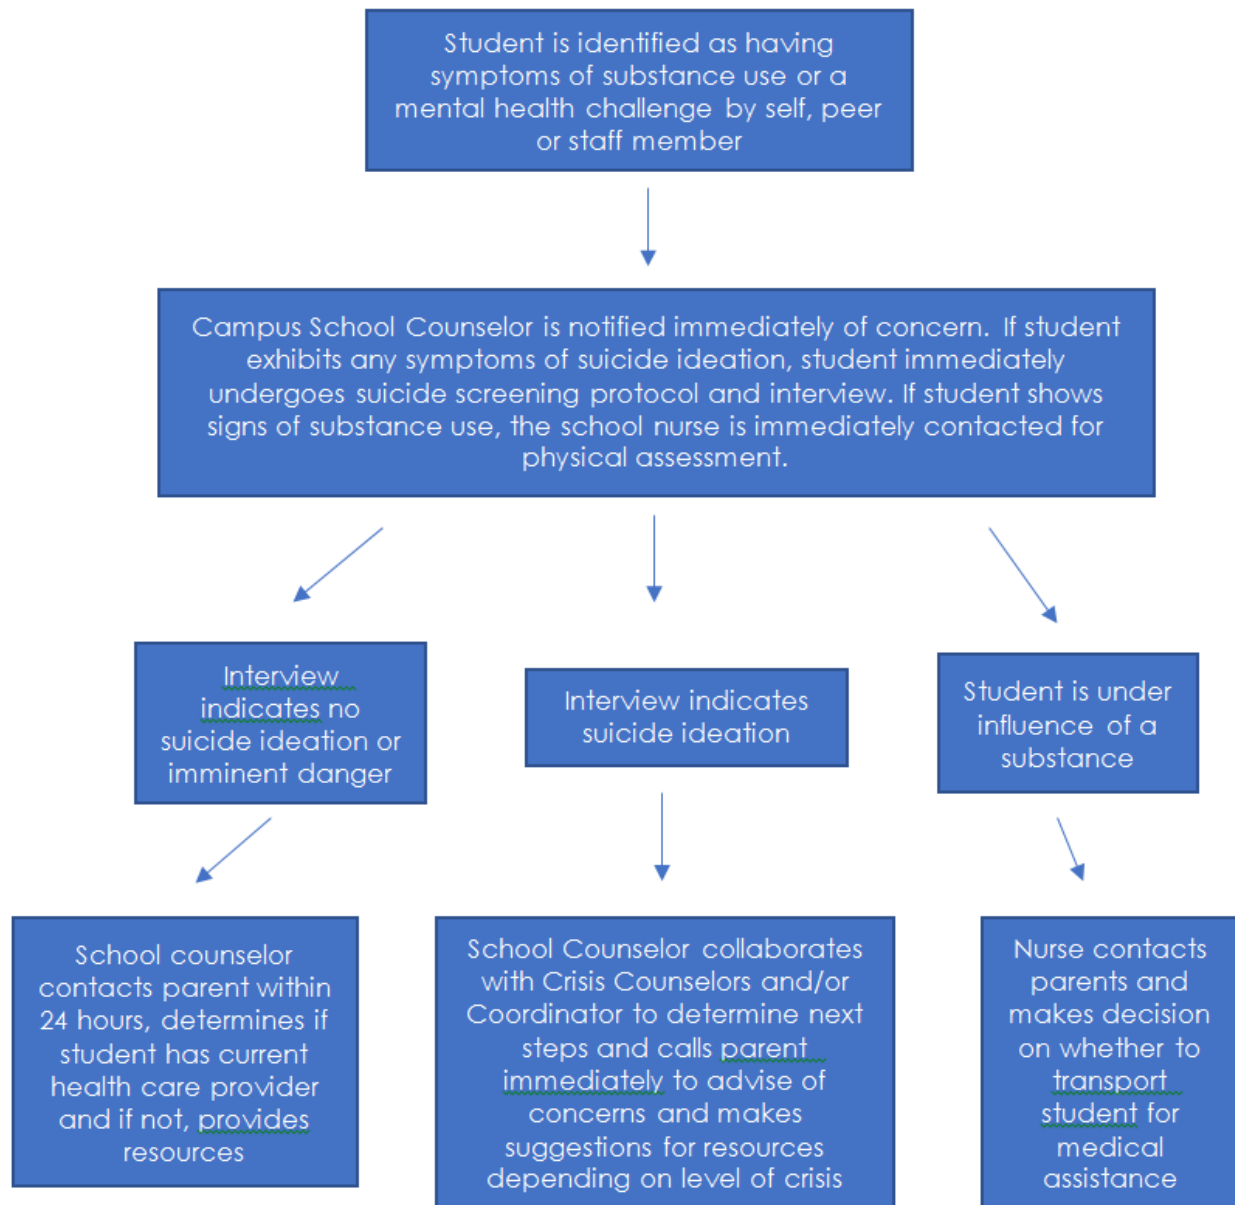 Student is identified as having
symptoms of substance use or a
mental health challenge by self, peer
or staff member
Campus School Counselor is notified immediately of concern. If student
exhibits any symptoms of suicide ideation, student immediately
undergoes suicide screening protocol and interview. If student shows
signs of substance use, the school nurse is immediately contacted for
physical assessment.
Interview
indicates no
suicide ideation or
imminent danger
Interview indicates
suicide ideation
Student is under
influence of a
substance
School counselor
contacts parent within
24 hours, determines if
student has current
health care provider
and if not, provides
resources
School Counselor collaborates
with Crisis Counselors and/or
Coordinator to determine next
steps and calls parent
immediately to advise of
concerns and makes
suggestions for resources
depending on level of crisis
Nurse contacts
parents and
makes decision
on whether to
transport
student for
medical
assistance